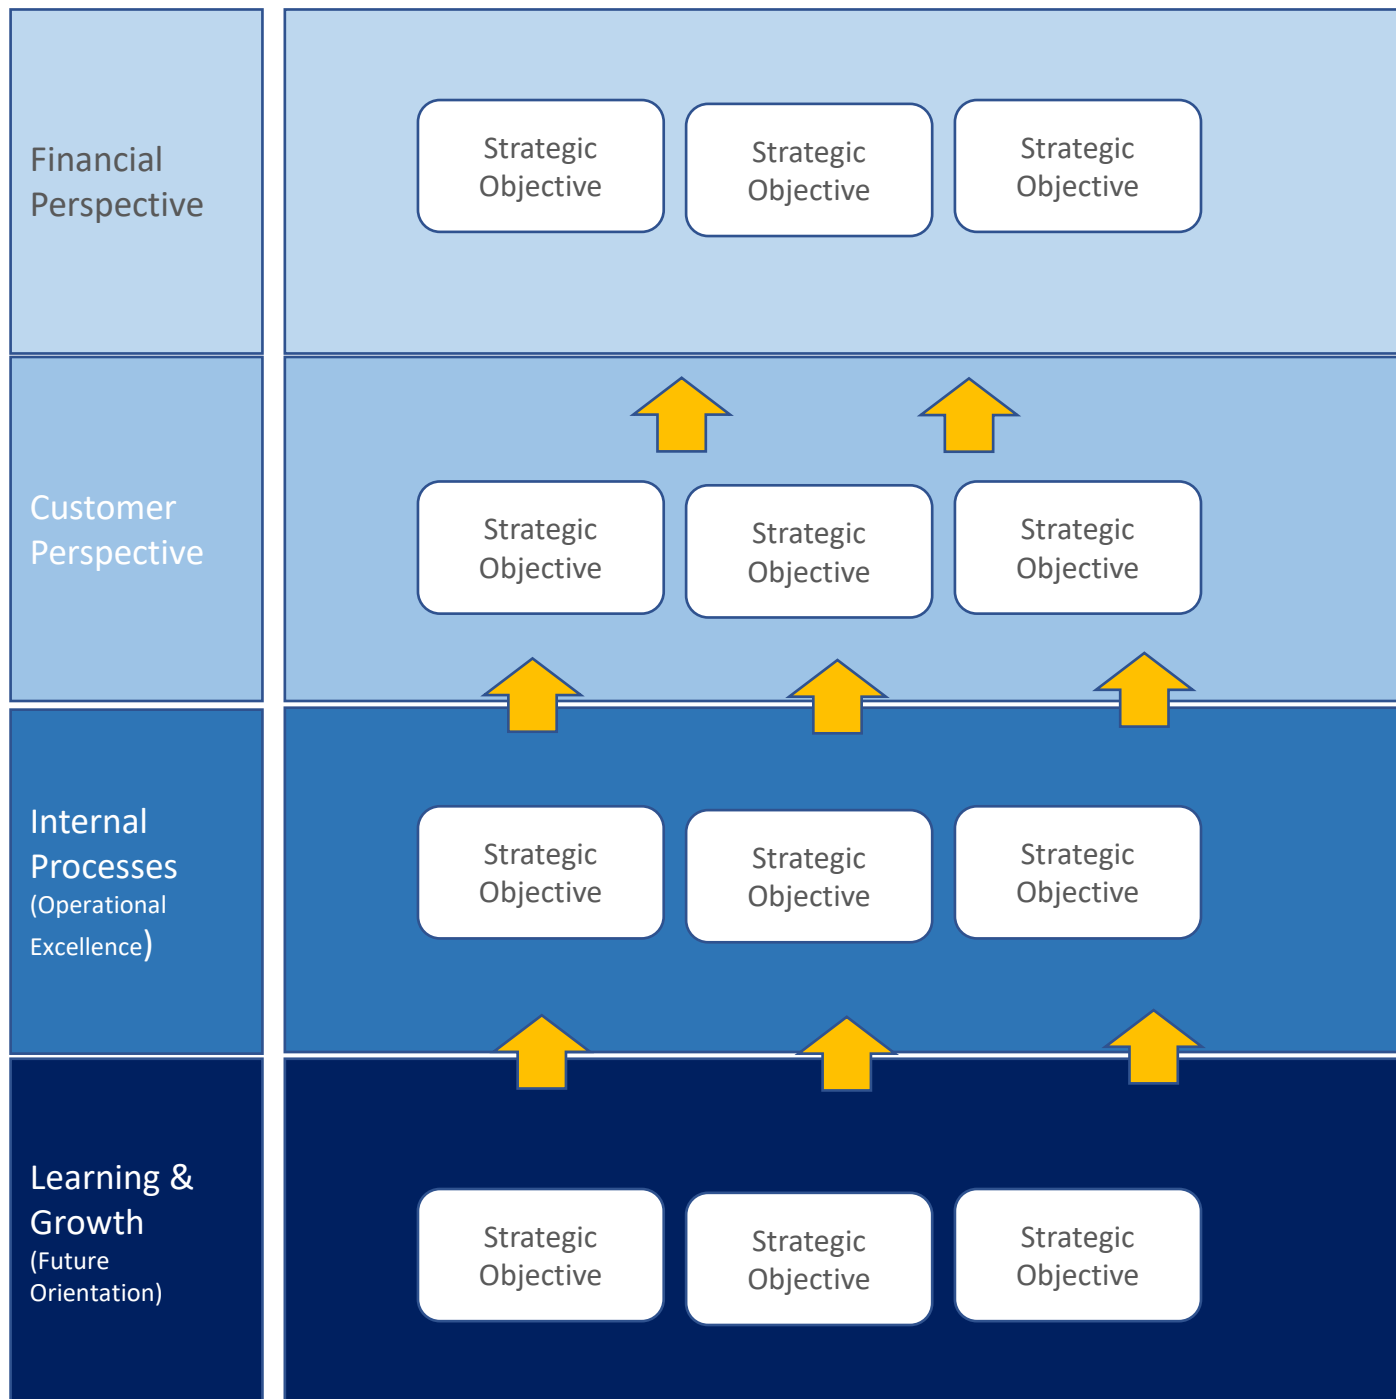 Financial
Perspective
Strategic
Objective
Strategic
Objective
Strategic
Objective
Customer
Perspective
Strategic
Objective
Strategic
Objective
Strategic
Objective
Internal
Processes
(Operational
Excellence)
Strategic
Objective
Strategic
Objective
Strategic
Objective
Learning &
Growth
(Future
Orientation)
Strategic
Objective
Strategic
Objective
Strategic
Objective